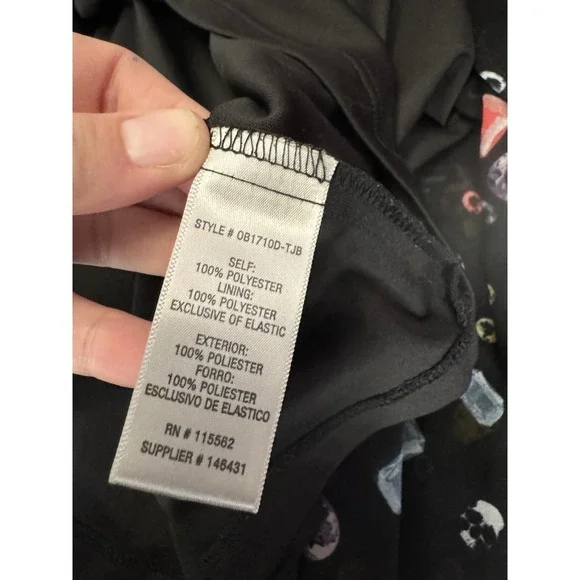 STYLE # OB1710D-TJB
SELF:
100% POLYESTER
LINING:
100% POLYESTER
EXCLUSIVE OF ELASTIC
EXTERIOR:
100% POLIESTER
FORRO:
100% POLIESTER
ESCLUSIVO DE ELASTICO
RN # 115562
SUPPLIER # 146431